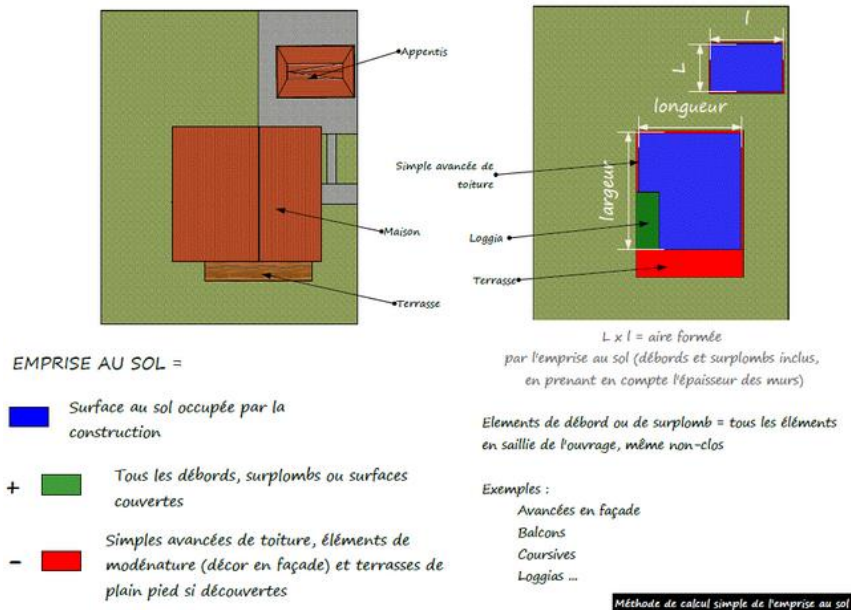 Appentis
Maison
Terrasse
l
L
longueur
largeur
Simple avancée de
toiture
Loggia
Terrasse
EMPRISE AU SOL =
Surface au sol occupée par la
construction
+ Tous les débords, surplombs ou surfaces
couvertes
- Simples avancées de toiture, éléments de
modénature (décor en façade) et terrasses de
plain pied si découvertes
L x l = aire formée
par l'emprise au sol (débords et surplombs inclus,
en prenant en compte l'épaisseur des murs)
Elements de débord ou de surplomb = tous les éléments
en saillie de l'ouvrage, même non-clos
Exemples :
Avancées en façade
Balcons
Coursives
Loggias ...
Méthode de calcul simple de l'emprise au sol